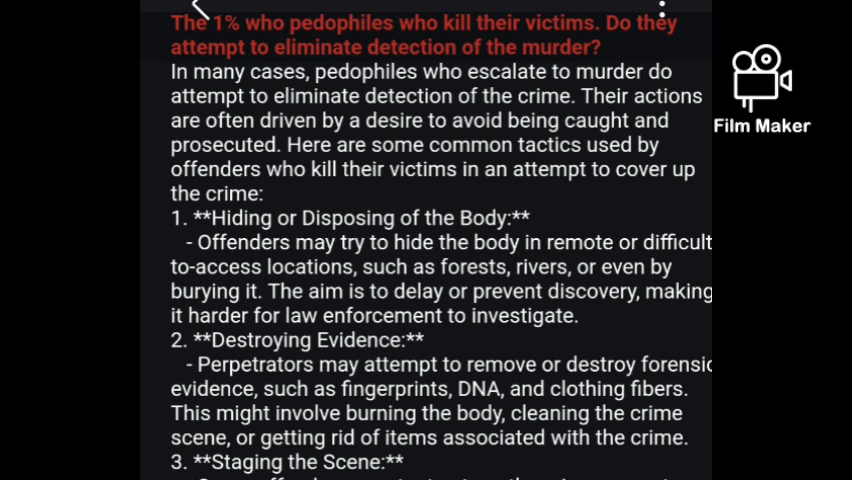 The 1% who pedophiles who kill their victims. Do they
attempt to eliminate detection of the murder?
In many cases, pedophiles who escalate to murder do
attempt to eliminate detection of the crime. Their actions
are often driven by a desire to avoid being caught and
prosecuted. Here are some common tactics used by
offenders who kill their victims in an attempt to cover up
the crime:
1. **Hiding or Disposing of the Body:**
- Offenders may try to hide the body in remote or difficult
to-access locations, such as forests, rivers, or even by
burying it. The aim is to delay or prevent discovery, making
it harder for law enforcement to investigate.
2. **Destroying Evidence:**
- Perpetrators may attempt to remove or destroy forensic
evidence, such as fingerprints, DNA, and clothing fibers.
This might involve burning the body, cleaning the crime
scene, or getting rid of items associated with the crime.
3. **Staging the Scene:**
Film Maker